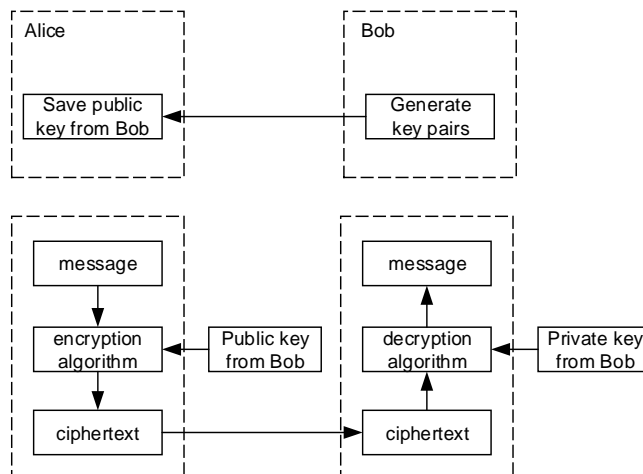 Alice
Bob
Save public
key from Bob
Generate
key pairs
message
message
encryption
algorithm
Public key
from Bob
decryption
algorithm
Private key
from Bob
ciphertext
ciphertext